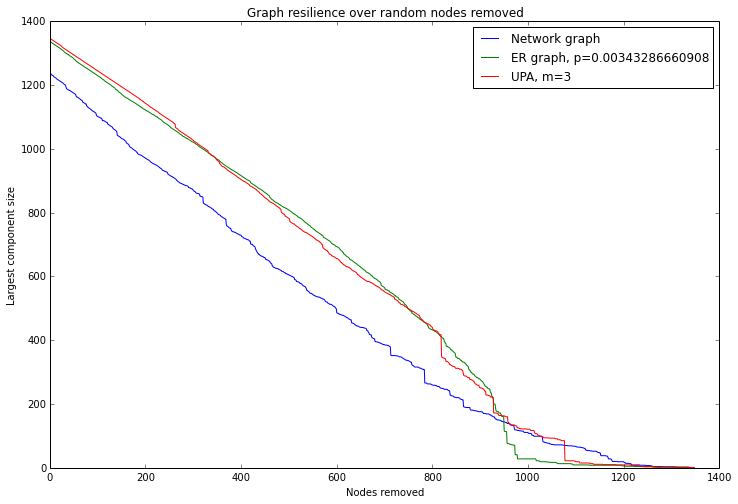 Graph resilience over random nodes removed
Network graph
ER graph, p=0.00343286660908
UPA, m=3
1400
1200
1000
800
600
400
200
0
Largest component size
0 200 400 600 800 1000 1200 1400
Nodes removed